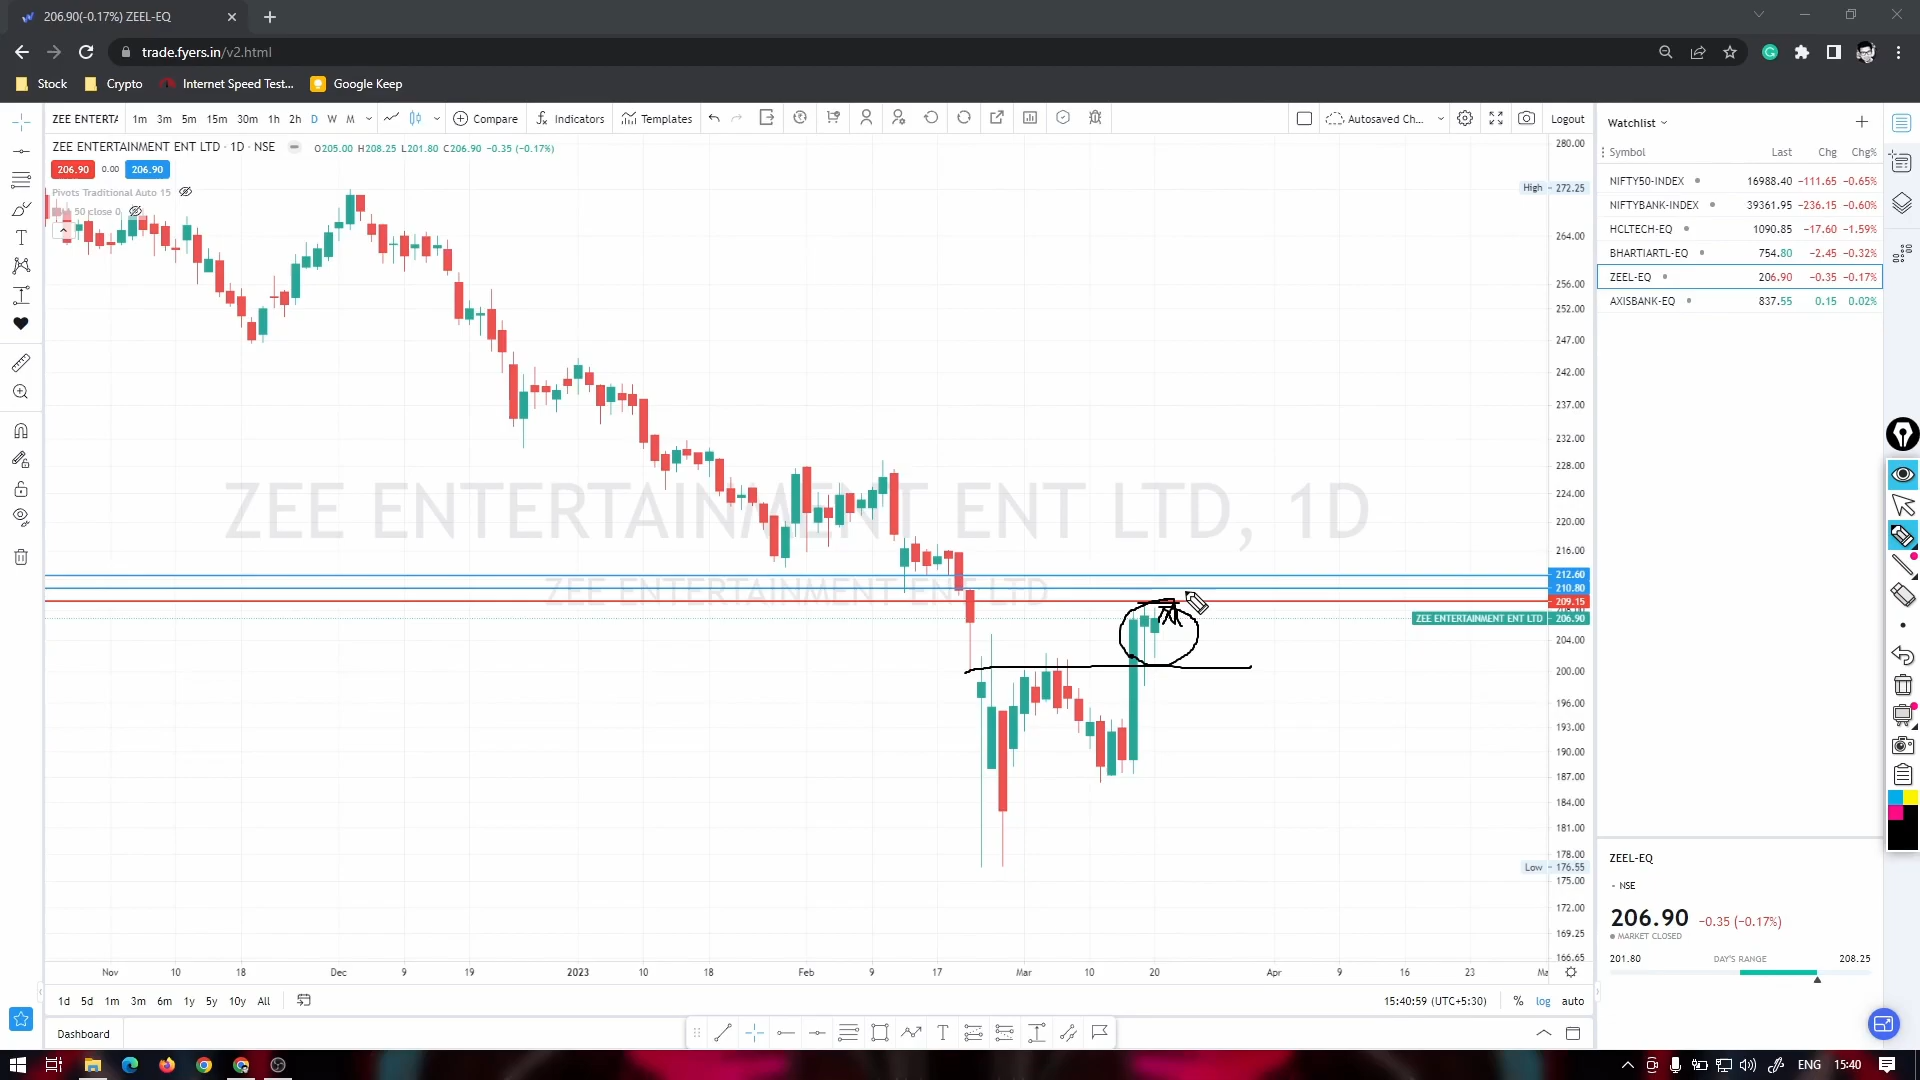 206.90(-0.17%) ZEEL-EQ
trade.fyers.in/v2.html
Stock Crypto Internet Speed Test... Google Keep
ZEE ENTERTA 1m 3m 5m 15m 30m 1h 2h D W M Compare Indicators Templates Autosaved Ch... Logout
ZEE ENTERTAINMENT ENT LTD · 1D · NSE O205.00 H208.25 L201.80 C206.90 −0.35 (−0.17%)
206.90 0.00 206.90
Pivots Traditional Auto 15
50 close 0
ZEE ENTERTAINMENT ENT LTD, 1D
ZEE ENTERTAINMENT ENT LTD
280.00
High 272.25
264.00
256.00
252.00
247.00
242.00
237.00
232.00
228.00
224.00
220.00
216.00
212.60
210.80
209.15
ZEE ENTERTAINMENT ENT LTD 206.90
204.00
200.00
196.00
193.00
190.00
187.00
184.00
181.00
178.00
Low 176.55
175.00
172.00
169.25
166.65
Nov 10 18 Dec 9 19 2023 10 18 Feb 9 17 Mar 10 20 Apr 9 16 23 Ma
1d 5d 1m 3m 6m 1y 5y 10y All 15:40:59 (UTC+5:30) % log auto
Dashboard
Watchlist
Symbol Last Chg Chg%
NIFTY50-INDEX 16988.40 −111.65 −0.65%
NIFTYBANK-INDEX 39361.95 −236.15 −0.60%
HCLTECH-EQ 1090.85 −17.60 −1.59%
BHARTIARTL-EQ 754.80 −2.45 −0.32%
ZEEL-EQ 206.90 −0.35 −0.17%
AXISBANK-EQ 837.55 0.15 0.02%
ZEEL-EQ
- NSE
206.90 −0.35 (−0.17%)
MARKET CLOSED
201.80 DAY'S RANGE 208.25
ENG 15:40